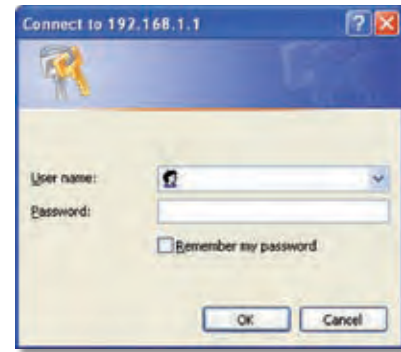 Connect to 192.168.1.1
User name:
Password:
Remember my password
OK Cancel